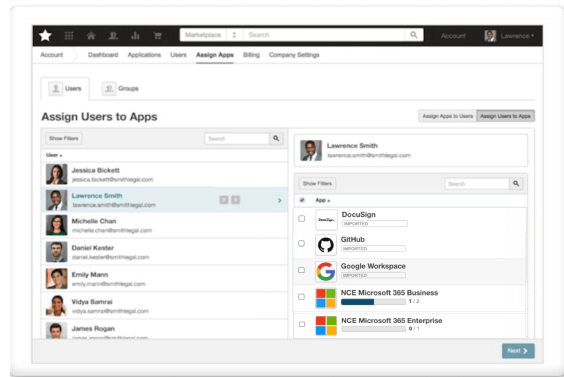 Marketplace Search Account Lawrence
Account Dashboard Applications Users Assign Apps Billing Company Settings
Users Groups
Assign Users to Apps
Assign Apps to Users Assign Users to Apps
Show Filters Search
User
Jessica Bickett
jessica.bickett@smithlegal.com
Lawrence Smith
lawrence.smith@smithlegal.com
Michelle Chan
michelle.chan@smithlegal.com
Daniel Kester
daniel.kester@smithlegal.com
Emily Mann
emily.mann@smithlegal.com
Vidya Samrai
vidya.samrai@smithlegal.com
James Rogan
Lawrence Smith
lawrence.smith@smithlegal.com
Show Filters Search
App
DocuSign
IMPORTED
GitHub
IMPORTED
Google Workspace
IMPORTED
NCE Microsoft 365 Business
1 / 2
NCE Microsoft 365 Enterprise
0 / 1
Next